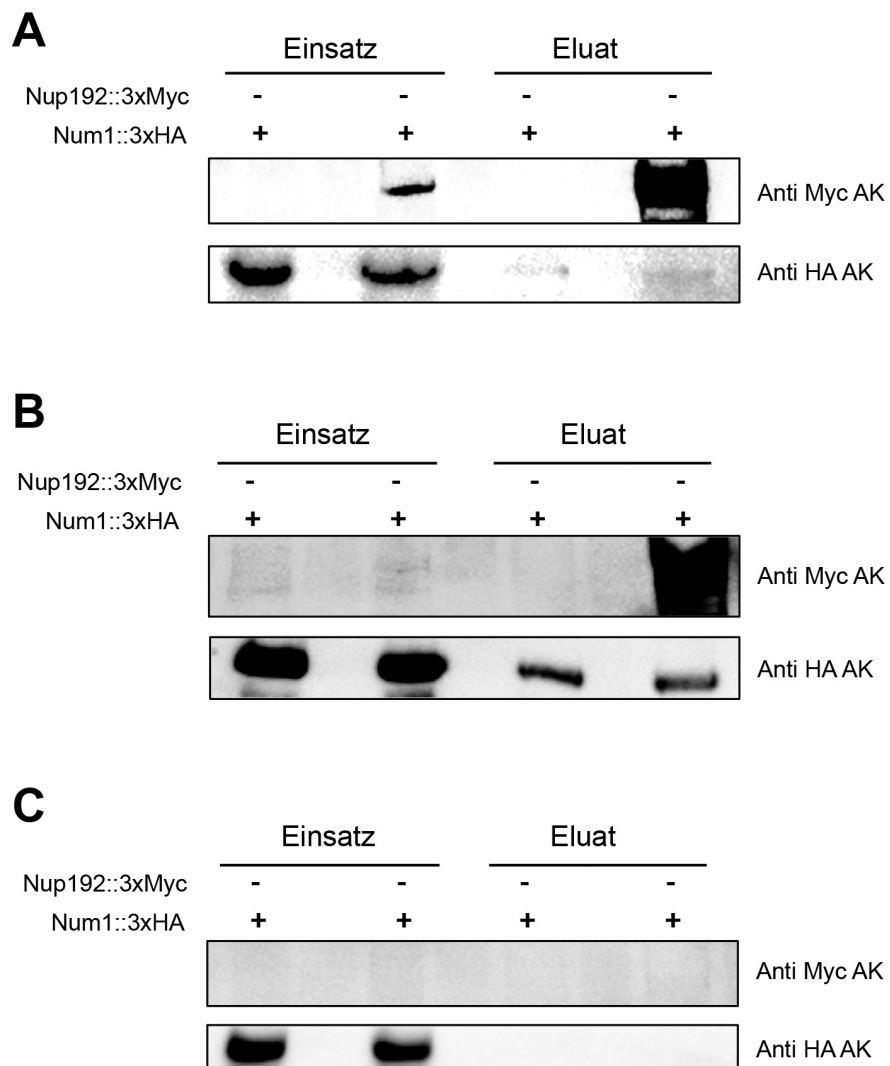 A
Einsatz Eluat
Nup192::3xMyc - - - -
Num1::3xHA + + + +
Anti Myc AK
Anti HA AK
B
Einsatz Eluat
Nup192::3xMyc - - - -
Num1::3xHA + + + +
Anti Myc AK
Anti HA AK
C
Einsatz Eluat
Nup192::3xMyc - - - -
Num1::3xHA + + + +
Anti Myc AK
Anti HA AK